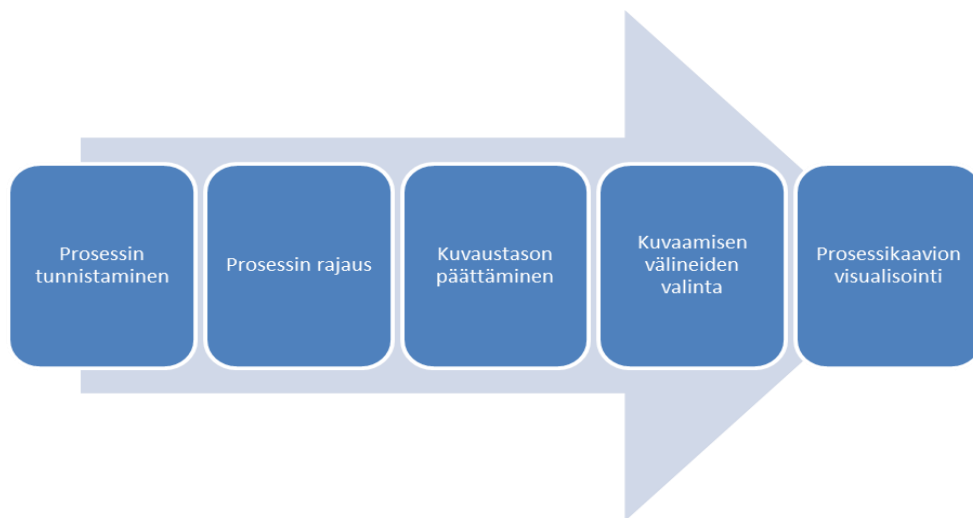 Prosessin
tunnistaminen
Prosessin rajaus
Kuvaustason
päättäminen
Kuvaamisen
välineiden
valinta
Prosessikaavion
visualisointi